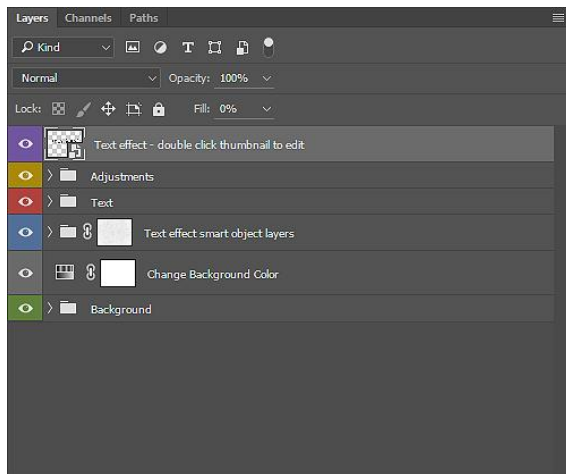 Layers Channels Paths
Kind T
Normal Opacity: 100%
Lock: Fill: 0%
Text effect - double click thumbnail to edit
Adjustments
Text
Text effect smart object layers
Change Background Color
Background